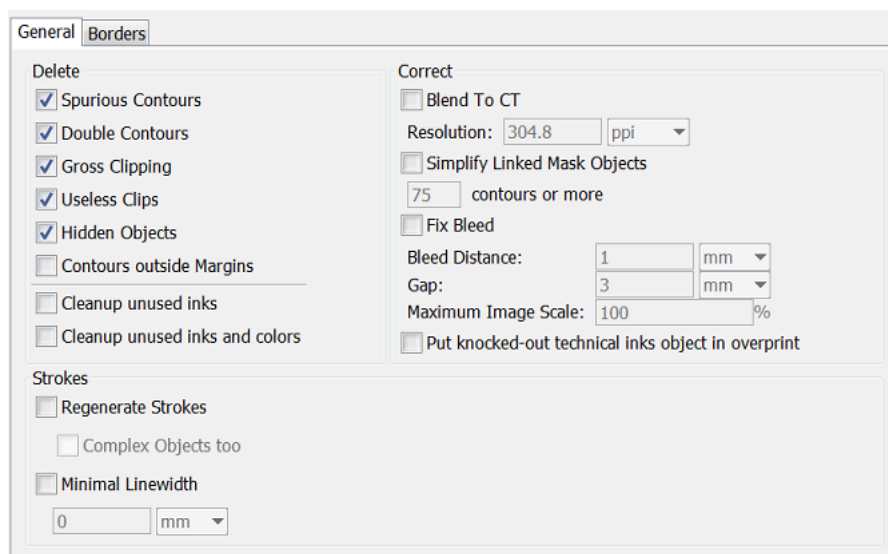 General Borders
Delete
Spurious Contours
Double Contours
Gross Clipping
Useless Clips
Hidden Objects
Contours outside Margins
Cleanup unused inks
Cleanup unused inks and colors
Correct
Blend To CT
Resolution: 304.8 ppi
Simplify Linked Mask Objects
75 contours or more
Fix Bleed
Bleed Distance: 1 mm
Gap: 3 mm
Maximum Image Scale: 100 %
Put knocked-out technical inks object in overprint
Strokes
Regenerate Strokes
Complex Objects too
Minimal Linewidth
0 mm